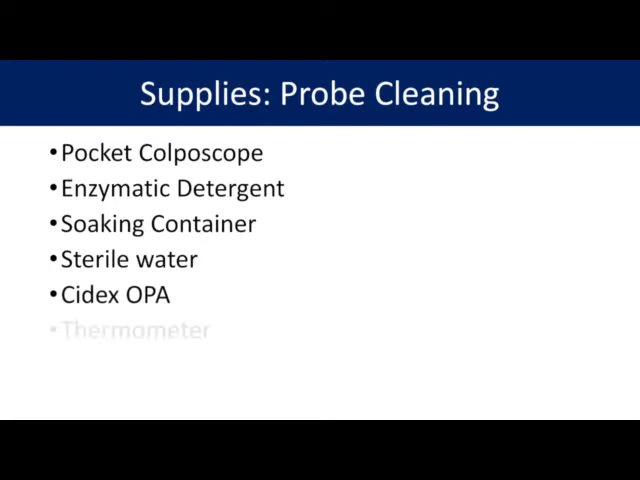 Supplies: Probe Cleaning
•Pocket Colposcope
•Enzymatic Detergent
•Soaking Container
•Sterile water
•Cidex OPA
•Thermometer